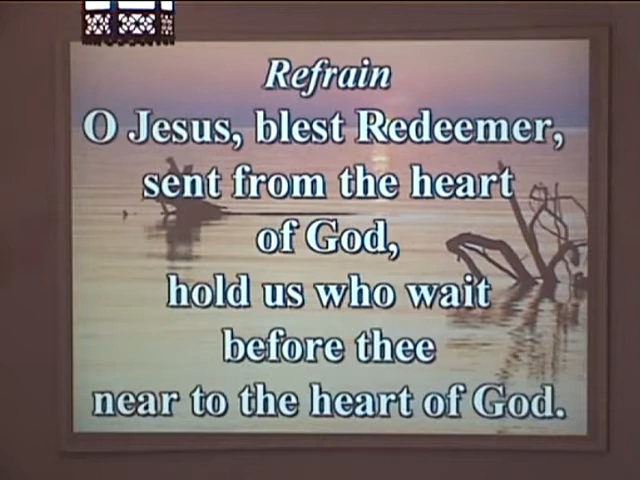 Refrain
O Jesus, blest Redeemer,
sent from the heart
of God,
hold us who wait
before thee
near to the heart of God.